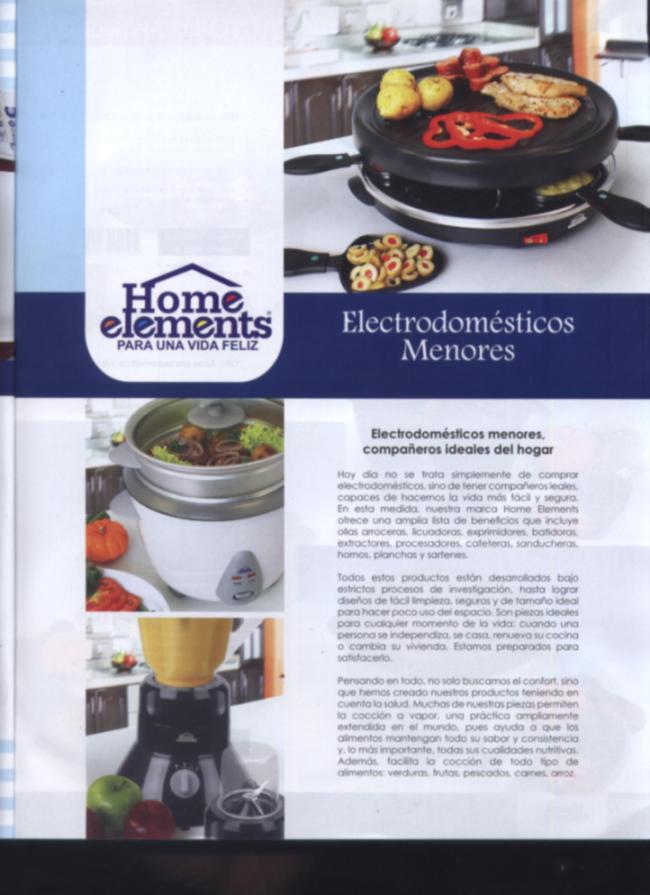 Home
elements®
PARA UNA VIDA FELIZ
Electrodomésticos
Menores
Electrodomésticos menores,
compañeros ideales del hogar
Hoy día no se trata simplemente de comprar
electrodomésticos, sino de tener compañeros leales,
capaces de hacernos la vida más fácil y segura.
En esta medida, nuestra marca Home Elements
ofrece una amplia lista de beneficios que incluye
ollas arroceras, licuadoras, exprimidores, batidoras,
extractores, procesadores, cafeteras, sanducheras,
hornos, planchas y sartenes.
Todos estos productos están desarrollados bajo
estrictos procesos de investigación, hasta lograr
diseños de fácil limpieza, seguros y de tamaño ideal
para hacer poco uso del espacio. Son piezas ideales
para cualquier momento de la vida: cuando una
persona se independiza, se casa, renueva su cocina
o cambia su vivienda. Estamos preparados para
satisfacerlo.
Pensando en todo, no solo buscamos el confort, sino
que hemos creado nuestros productos teniendo en
cuenta la salud. Muchas de nuestras piezas permiten
la cocción a vapor, una práctica ampliamente
extendida en el mundo, pues ayuda a que los
alimentos mantengan todo su sabor y consistencia
y, lo más importante, todas sus cualidades nutritivas.
Además, facilita la cocción de todo tipo de
alimentos: verduras, frutas, pescados, carnes, arroz.